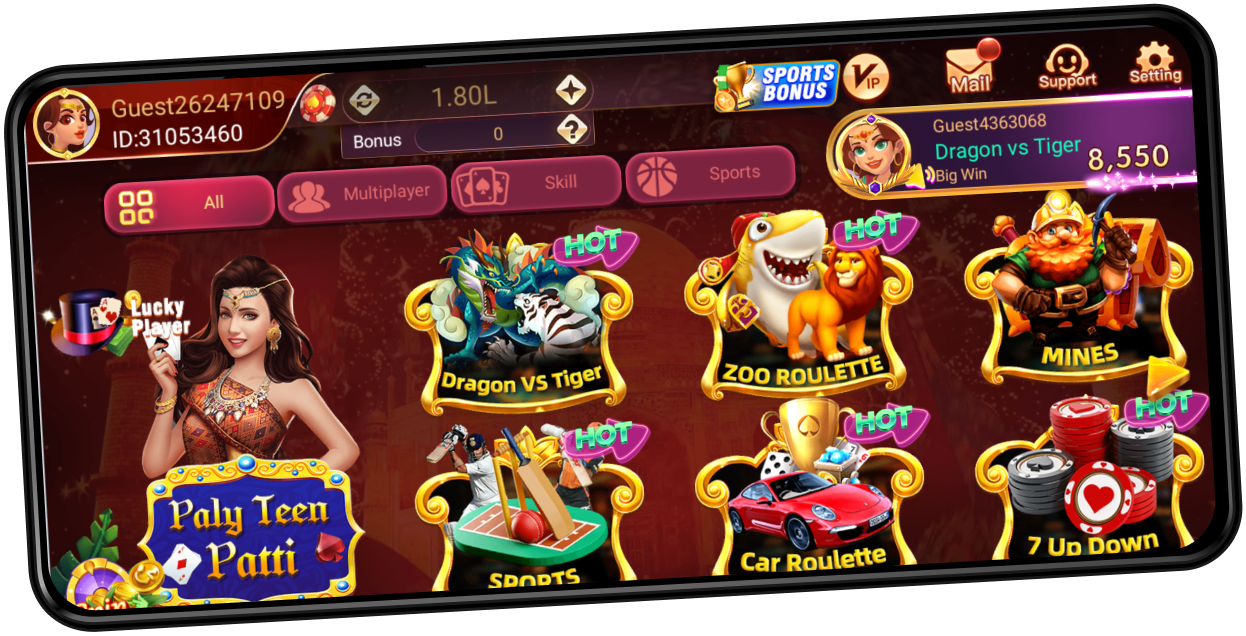 Guest26247109
ID:31053460
1.80L
Bonus
0
?
SPORTS
BONUS
VIP
Mail
Support
Setting
Guest4363068
Dragon vs Tiger
Big Win
8,550
All
Multiplayer
Skill
Sports
Lucky
Player
HOT
Dragon VS Tiger
HOT
ZOO ROULETTE
MINES
Paly Teen
Patti
Spin
HOT
SPORTS
HOT
Car Roulette
HOT
7 Up Down